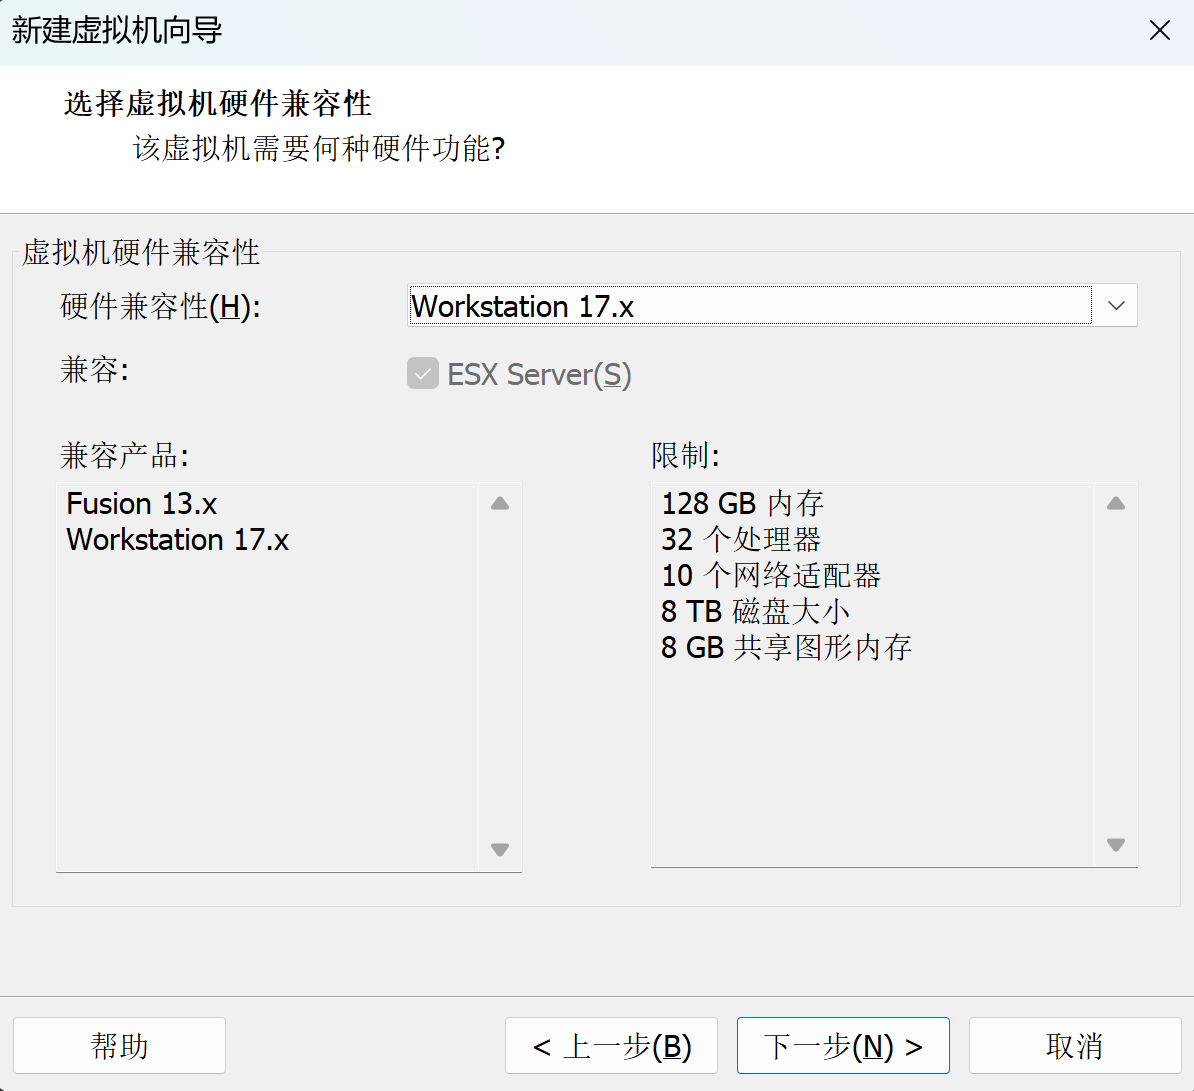 新建虚拟机向导
选择虚拟机硬件兼容性
该虚拟机需要何种硬件功能?
虚拟机硬件兼容性
硬件兼容性(H): Workstation 17.x
兼容: ESX Server(S)
兼容产品:
Fusion 13.x
Workstation 17.x
限制:
128 GB 内存
32 个处理器
10 个网络适配器
8 TB 磁盘大小
8 GB 共享图形内存
帮助 < 上一步(B) 下一步(N) > 取消